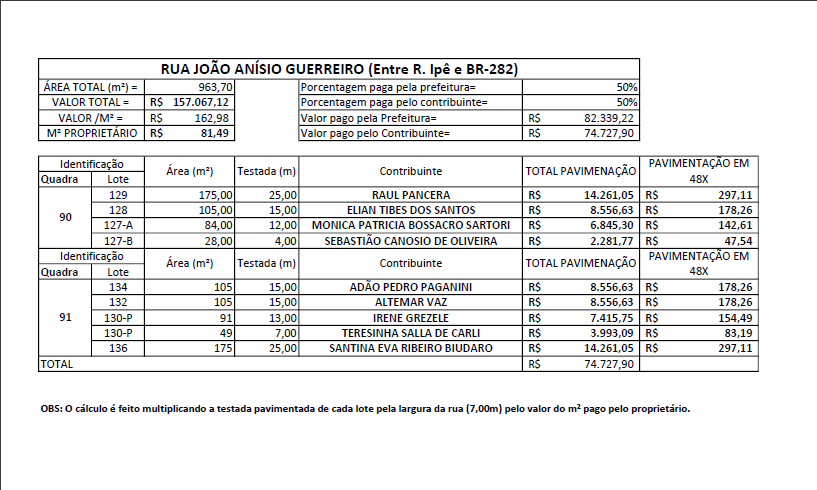 RUA JOÃO ANÍSIO GUERREIRO (Entre R. Ipê e BR-282)
ÁREA TOTAL (m²) = 963,70 Porcentagem paga pela prefeitura= 50%
VALOR TOTAL = R$ 157.067,12 Porcentagem paga pelo contribuinte= 50%
VALOR /M² = R$ 162,98 Valor pago pela Prefeitura= R$ 82.339,22
M² PROPRIETÁRIO R$ 81,49 Valor pago pelo Contribuinte= R$ 74.727,90
Identificação Área (m²) Testada (m) Contribuinte TOTAL PAVIMENAÇÃO PAVIMENTAÇÃO EM 48X
Quadra Lote
90
129 175,00 25,00 RAUL PANCERA R$ 14.261,05 R$ 297,11
128 105,00 15,00 ELIAN TIBES DOS SANTOS R$ 8.556,63 R$ 178,26
127-A 84,00 12,00 MONICA PATRICIA BOSSACRO SARTORI R$ 6.845,30 R$ 142,61
127-B 28,00 4,00 SEBASTIÃO CANOSIO DE OLIVEIRA R$ 2.281,77 R$ 47,54
Identificação Área (m²) Testada (m) Contribuinte TOTAL PAVIMENAÇÃO PAVIMENTAÇÃO EM 48X
Quadra Lote
91
134 105 15,00 ADÃO PEDRO PAGANINI R$ 8.556,63 R$ 178,26
132 105 15,00 ALTEMAR VAZ R$ 8.556,63 R$ 178,26
130-P 91 13,00 IRENE GREZELE R$ 7.415,75 R$ 154,49
130-P 49 7,00 TERESINHA SALLA DE CARLI R$ 3.993,09 R$ 83,19
136 175 25,00 SANTINA EVA RIBEIRO BIUDARO R$ 14.261,05 R$ 297,11
TOTAL R$ 74.727,90
OBS: O cálculo é feito multiplicando a testada pavimentada de cada lote pela largura da rua (7,00m) pelo valor do m² pago pelo proprietário.